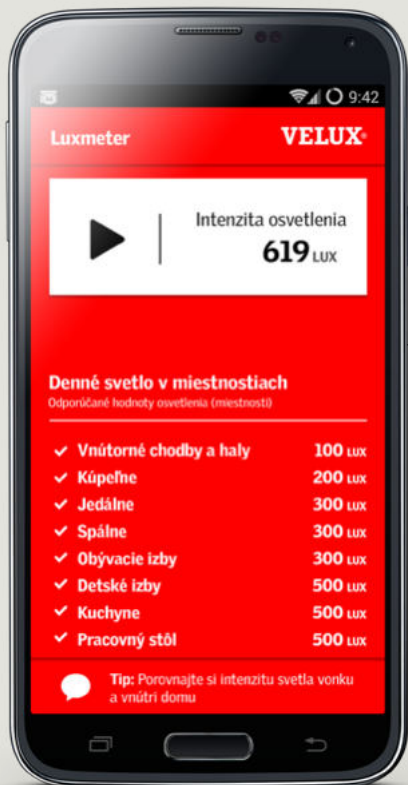 9:42
Luxmeter
VELUX®
Intenzita osvetlenia
619 LUX
Denné svetlo v miestnostiach
Odporúčané hodnoty osvetlenia (miestnosti)
Vnútorné chodby a haly 100 LUX
Kúpeľne 200 LUX
Jedálne 300 LUX
Spálne 300 LUX
Obývacie izby 300 LUX
Detské izby 500 LUX
Kuchyne 500 LUX
Pracovný stôl 500 LUX
Tip: Porovnajte si intenzitu svetla vonku
a vnútri domu